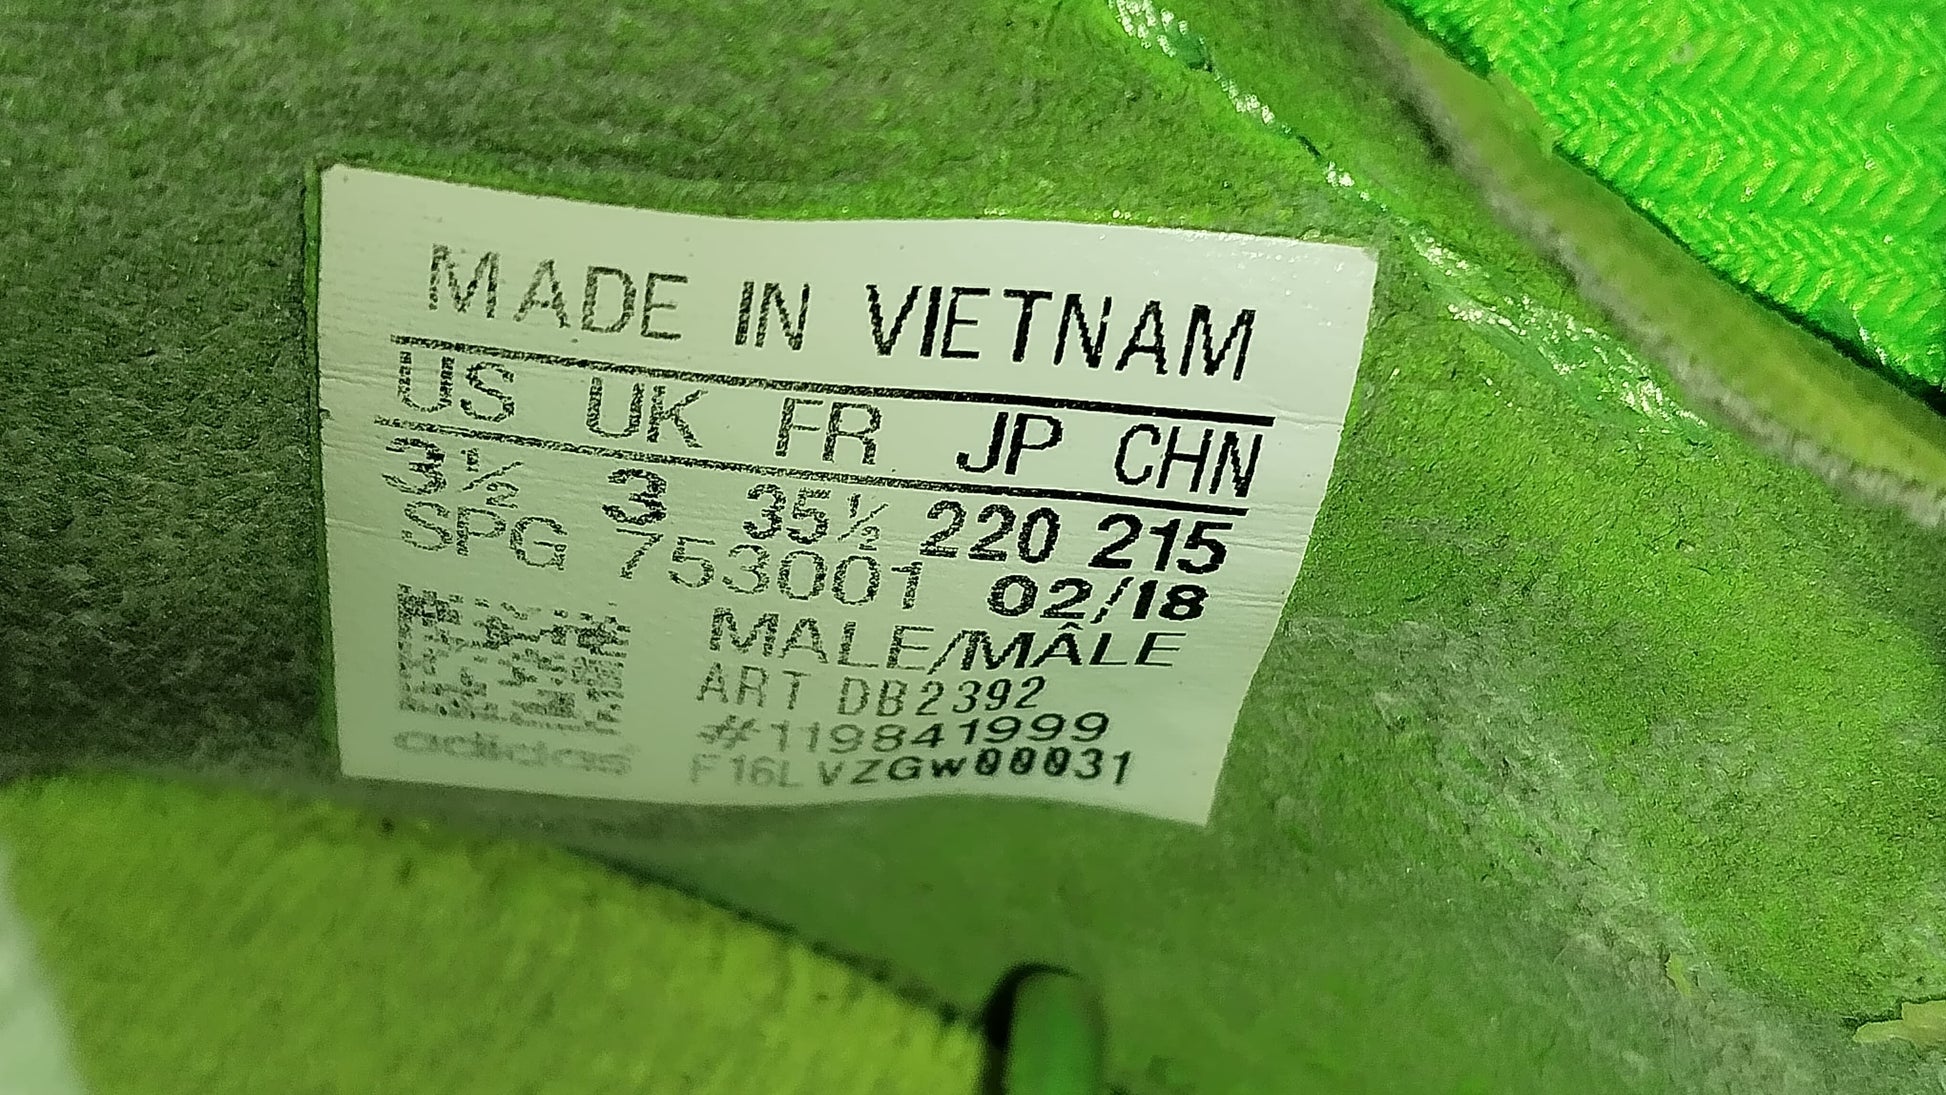 MADE IN VIETNAM
US UK FR JP CHN
3½ 3 35½ 220 215
SPG 753001 02/18
MALE/MÂLE
ART DB2392
#119841999
F16LVZGW00031
adidas